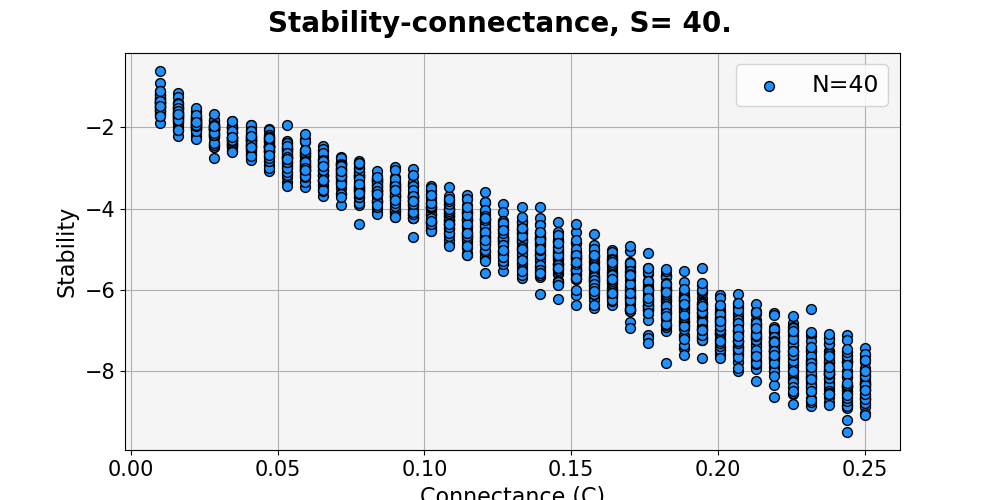 Stability-connectance, S= 40.
N=40
Stability
−2
−4
−6
−8
0.00 0.05 0.10 0.15 0.20 0.25
Connectance (C)